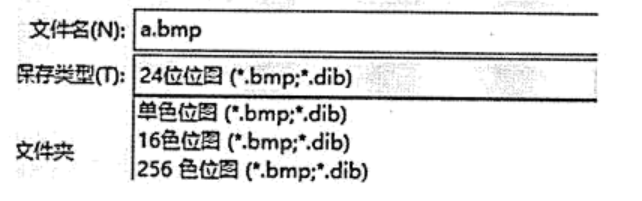 文件名(N): a.bmp
保存类型(T): 24位位图 (*.bmp;*.dib)
单色位图 (*.bmp;*.dib)
16色位图 (*.bmp;*.dib)
文件夹
256 色位图 (*.bmp;*.dib)